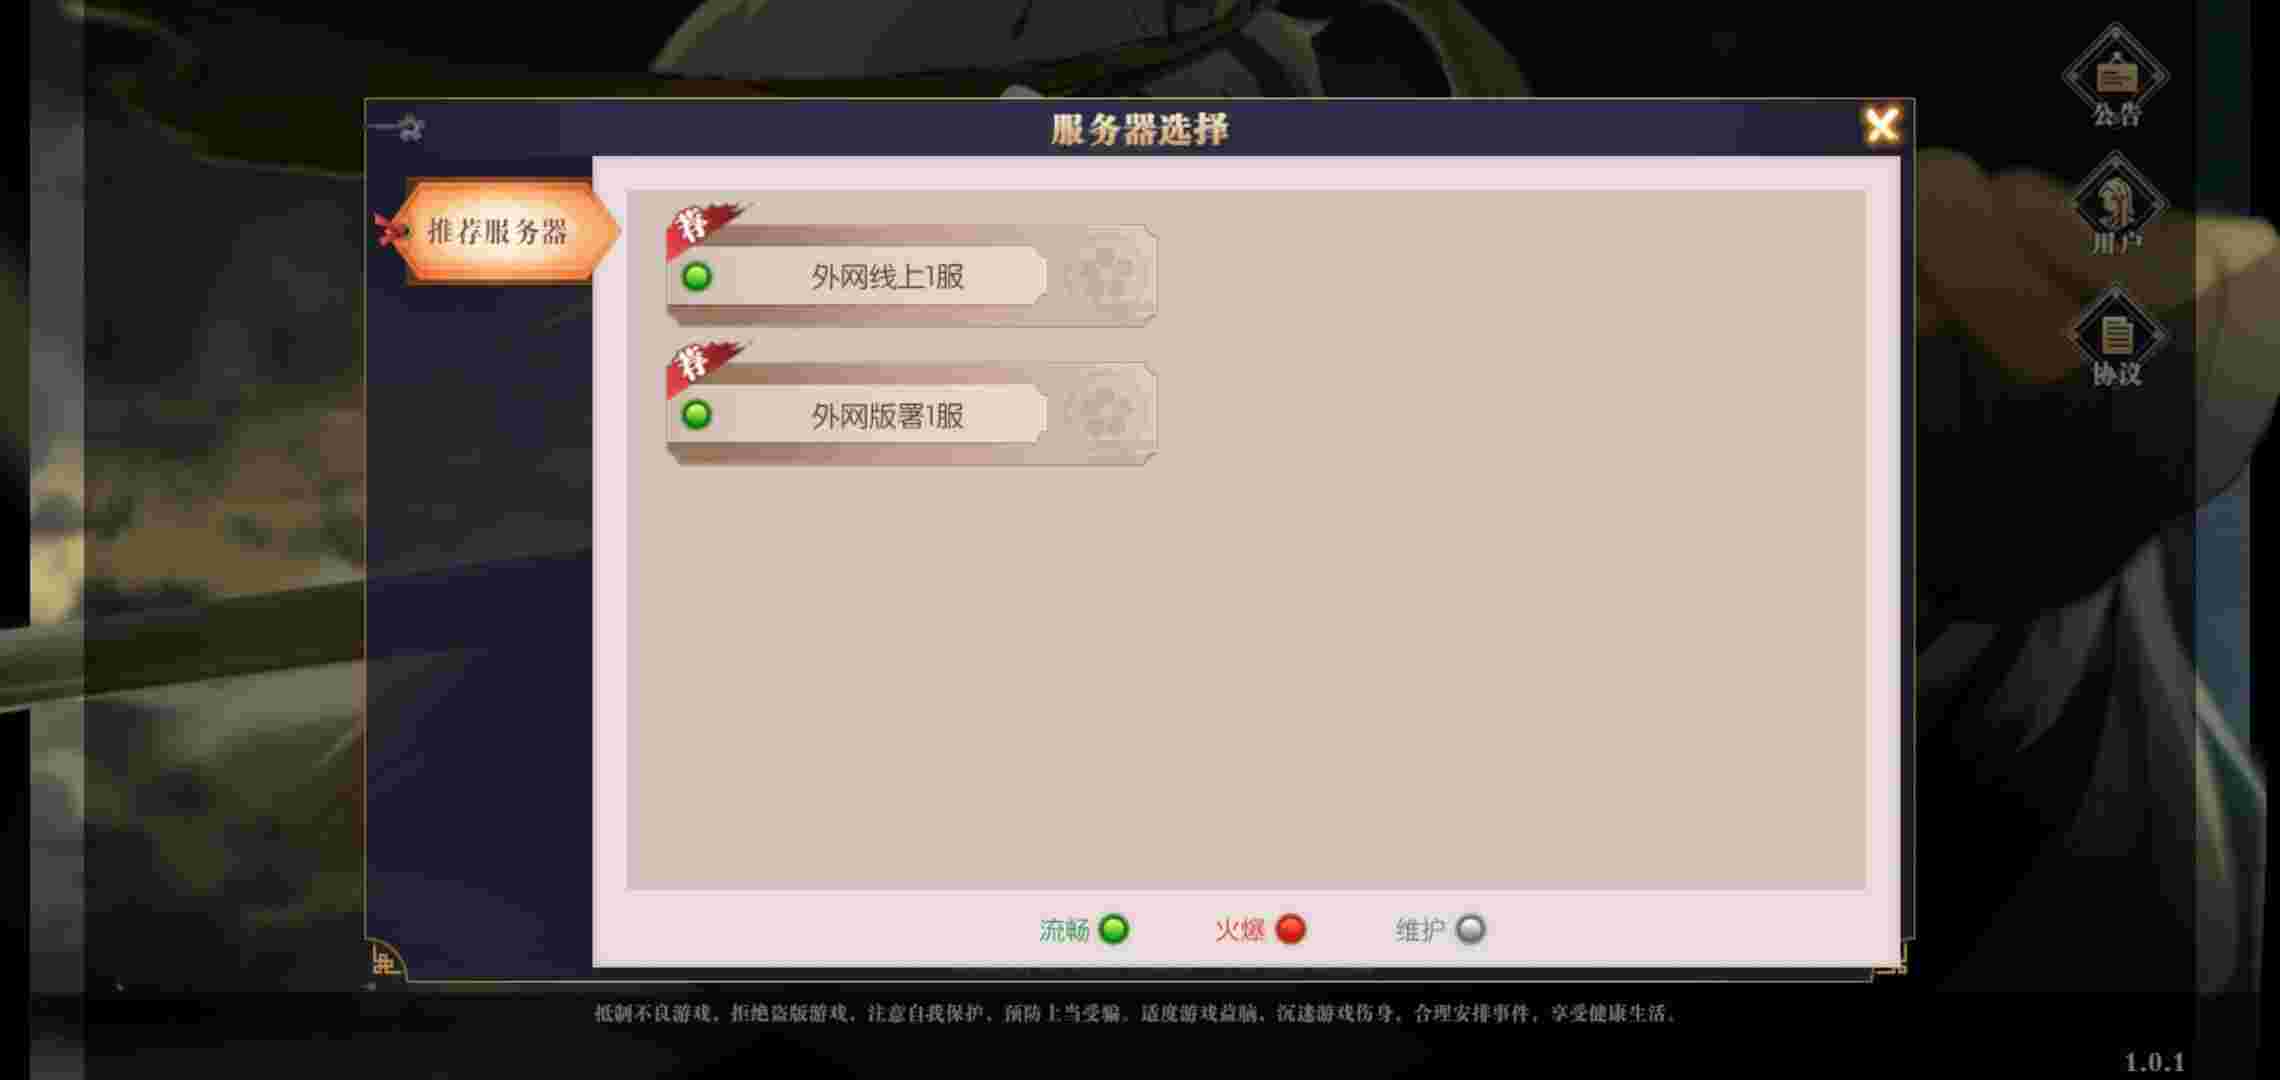 服务器选择
公告
用户
协议
推荐服务器
荐
外网线上1服
荐
外网版署1服
流畅
火爆
维护
抵制不良游戏，拒绝盗版游戏。注意自我保护，预防上当受骗。适度游戏益脑，沉迷游戏伤身。合理安排事件，享受健康生活。
1.0.1